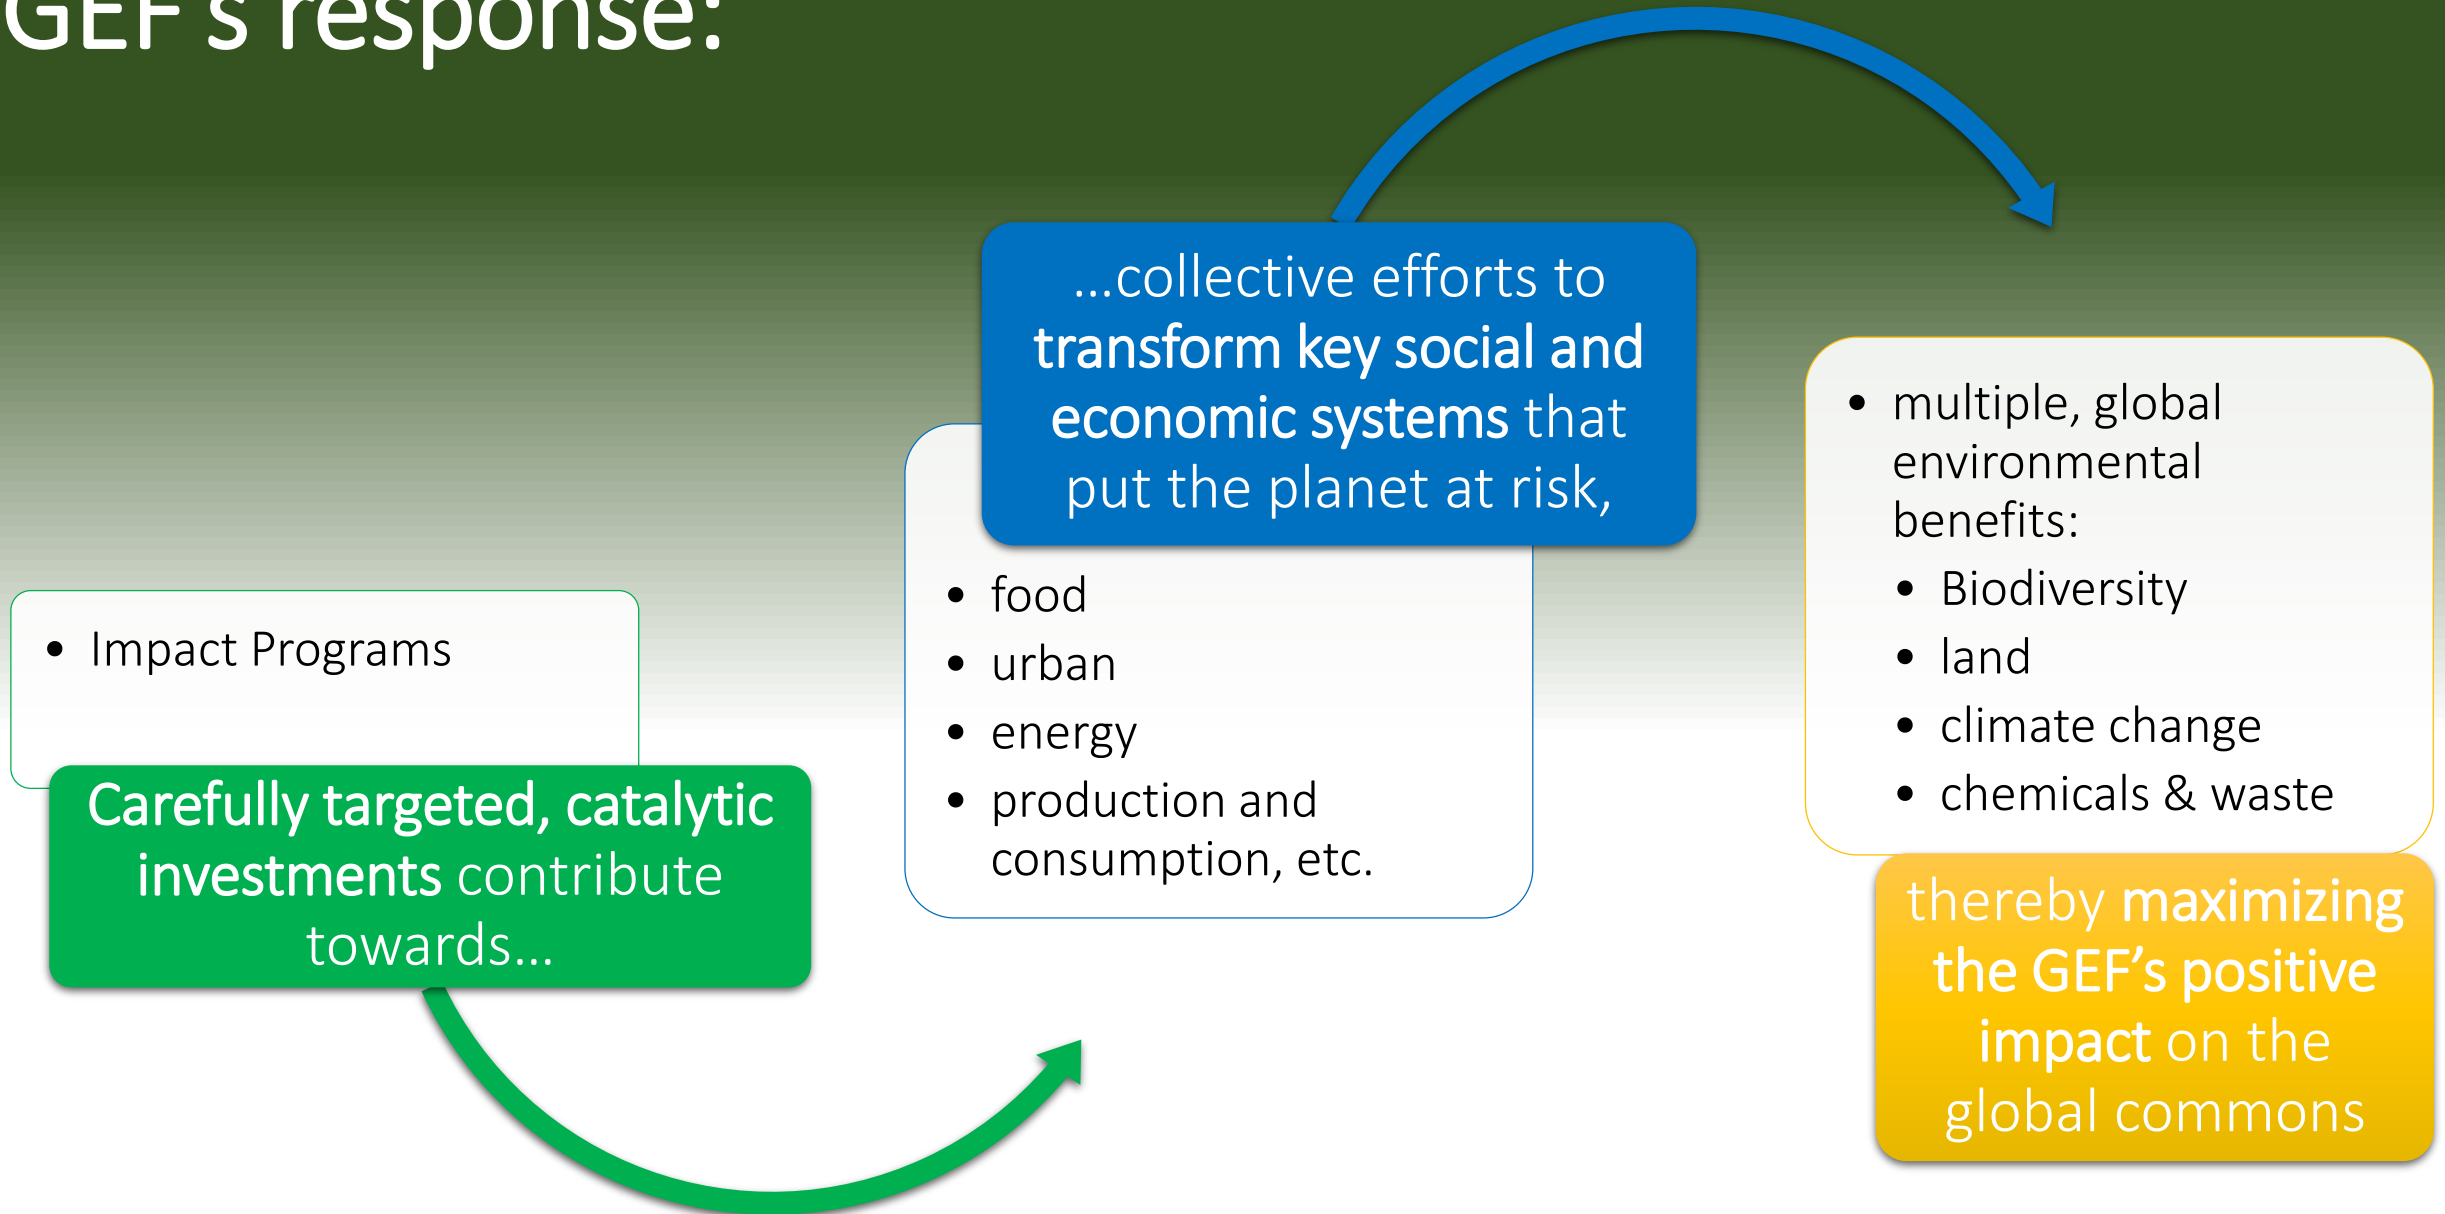 GEF's response:
• Impact Programs
Carefully targeted, catalytic
investments contribute
towards...
...collective efforts to
transform key social and
economic systems that
put the planet at risk,
• food
• urban
• energy
• production and
consumption, etc.
• multiple, global
environmental
benefits:
• Biodiversity
• land
• climate change
• chemicals & waste
thereby maximizing
the GEF’s positive
impact on the
global commons